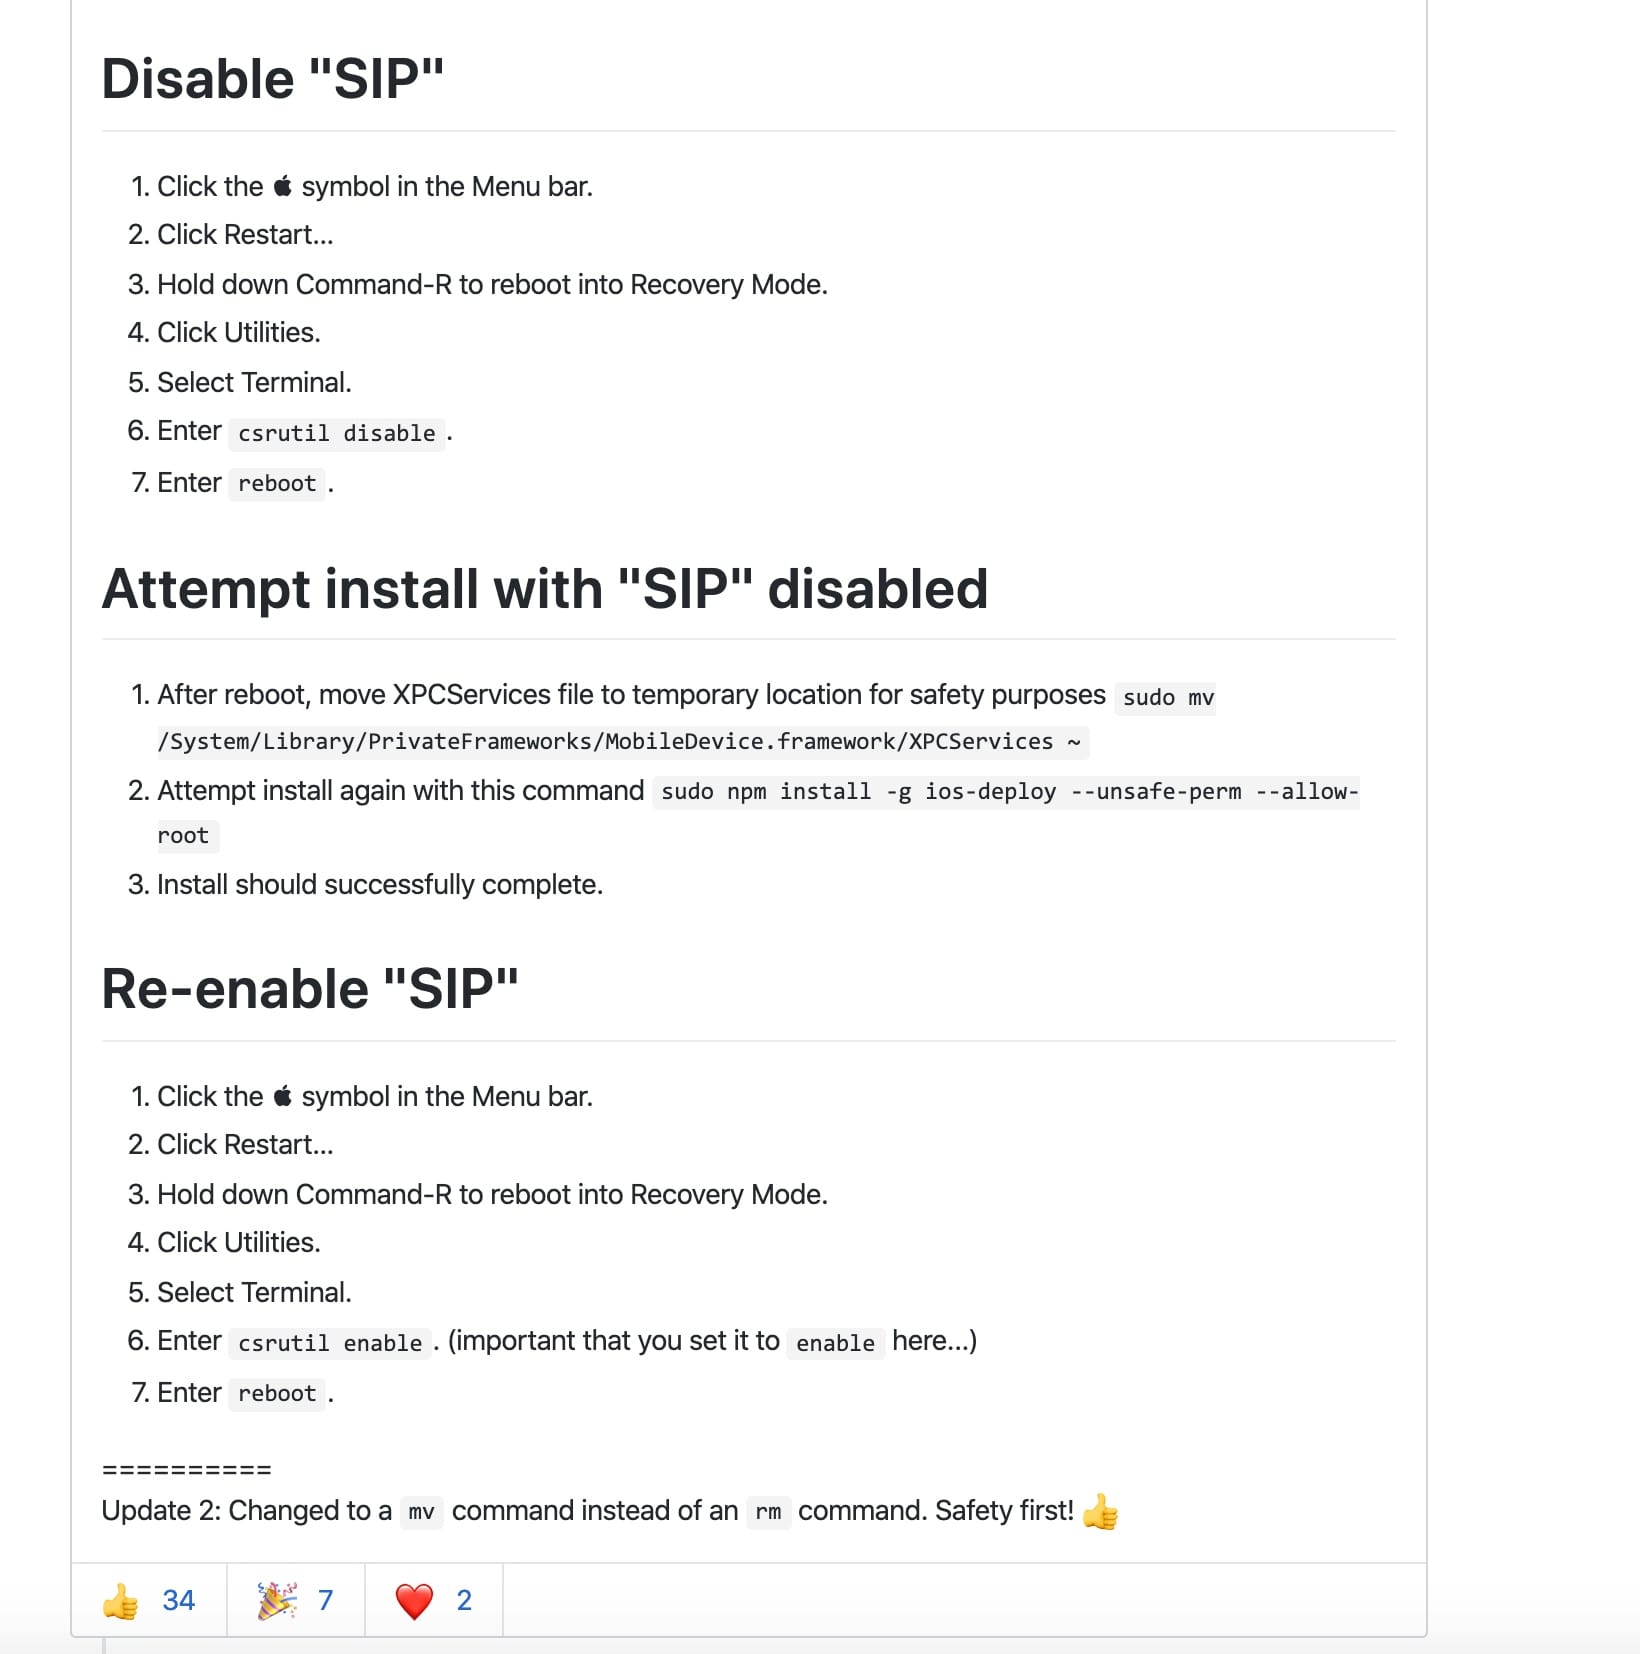 Disable "SIP"
1. Click the  symbol in the Menu bar.
2. Click Restart...
3. Hold down Command-R to reboot into Recovery Mode.
4. Click Utilities.
5. Select Terminal.
6. Enter csrutil disable .
7. Enter reboot .
Attempt install with "SIP" disabled
1. After reboot, move XPCServices file to temporary location for safety purposes sudo mv
/System/Library/PrivateFrameworks/MobileDevice.framework/XPCServices ~
2. Attempt install again with this command sudo npm install -g ios-deploy --unsafe-perm --allow-
root
3. Install should successfully complete.
Re-enable "SIP"
1. Click the  symbol in the Menu bar.
2. Click Restart...
3. Hold down Command-R to reboot into Recovery Mode.
4. Click Utilities.
5. Select Terminal.
6. Enter csrutil enable . (important that you set it to enable here...)
7. Enter reboot .
==========
Update 2: Changed to a mv command instead of an rm command. Safety first! 👍
👍 34 🎉 7 ❤️ 2